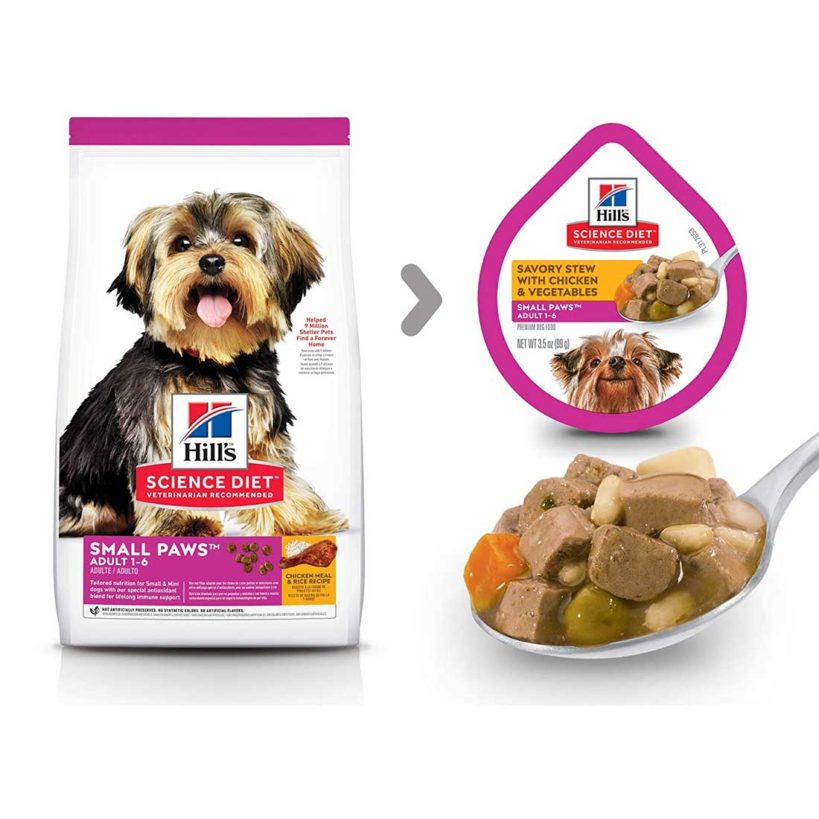 Helped
9 Million
Shelter Pets
Find a Forever
Home
Hill's
SCIENCE DIET™
VETERINARIAN RECOMMENDED
SMALL PAWS™
ADULT 1-6
ADULTE / ADULTO
Tailored nutrition for Small & Mini
dogs with our special antioxidant
blend for lifelong immune support
CHICKEN MEAL
& RICE RECIPE
NOT ARTIFICIALLY PRESERVED. NO SYNTHETIC COLORS. NO ARTIFICIAL FLAVORS.
Hill's
SCIENCE DIET™
VETERINARIAN RECOMMENDED
SAVORY STEW
WITH CHICKEN
& VEGETABLES
SMALL PAWS™
ADULT 1-6
PREMIUM DOG FOOD
NET WT 3.5 oz (99 g)